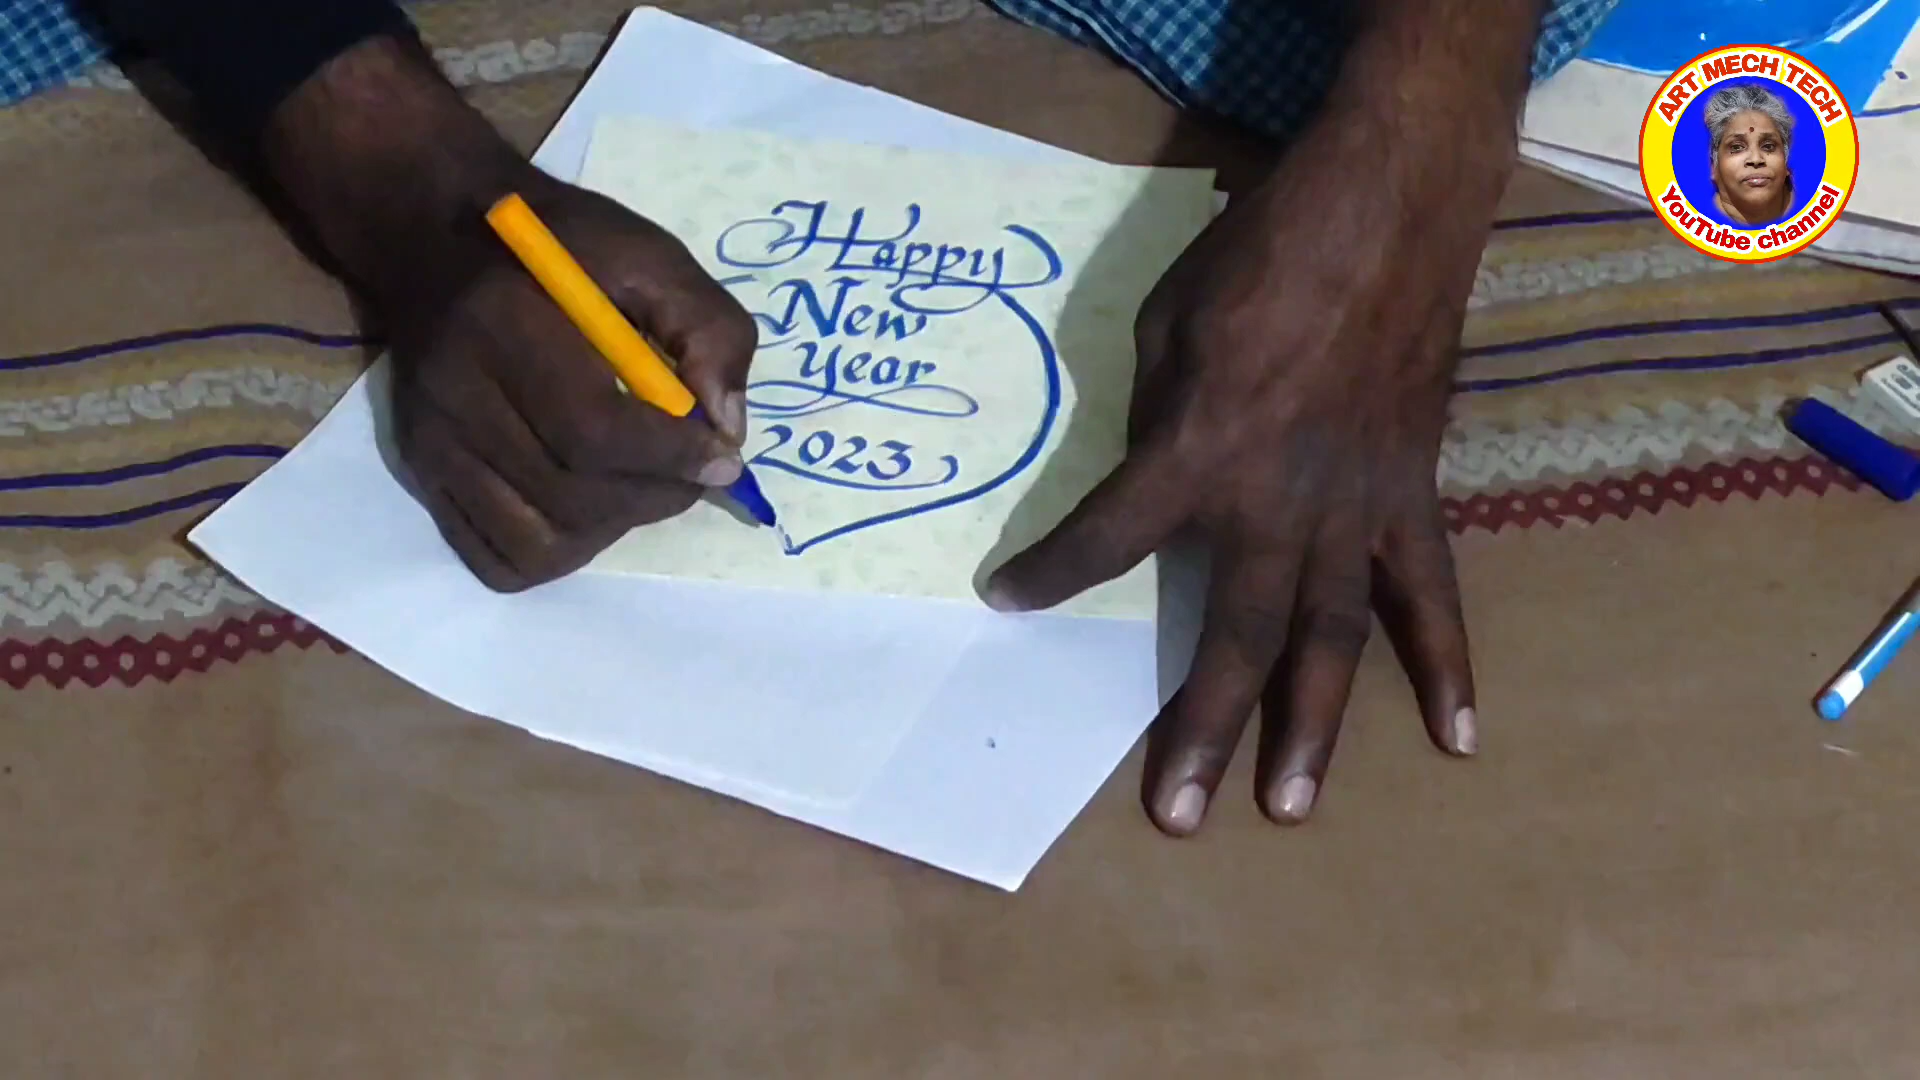 Happy
New
Year
2023
ART MECH TECH
YouTube channel